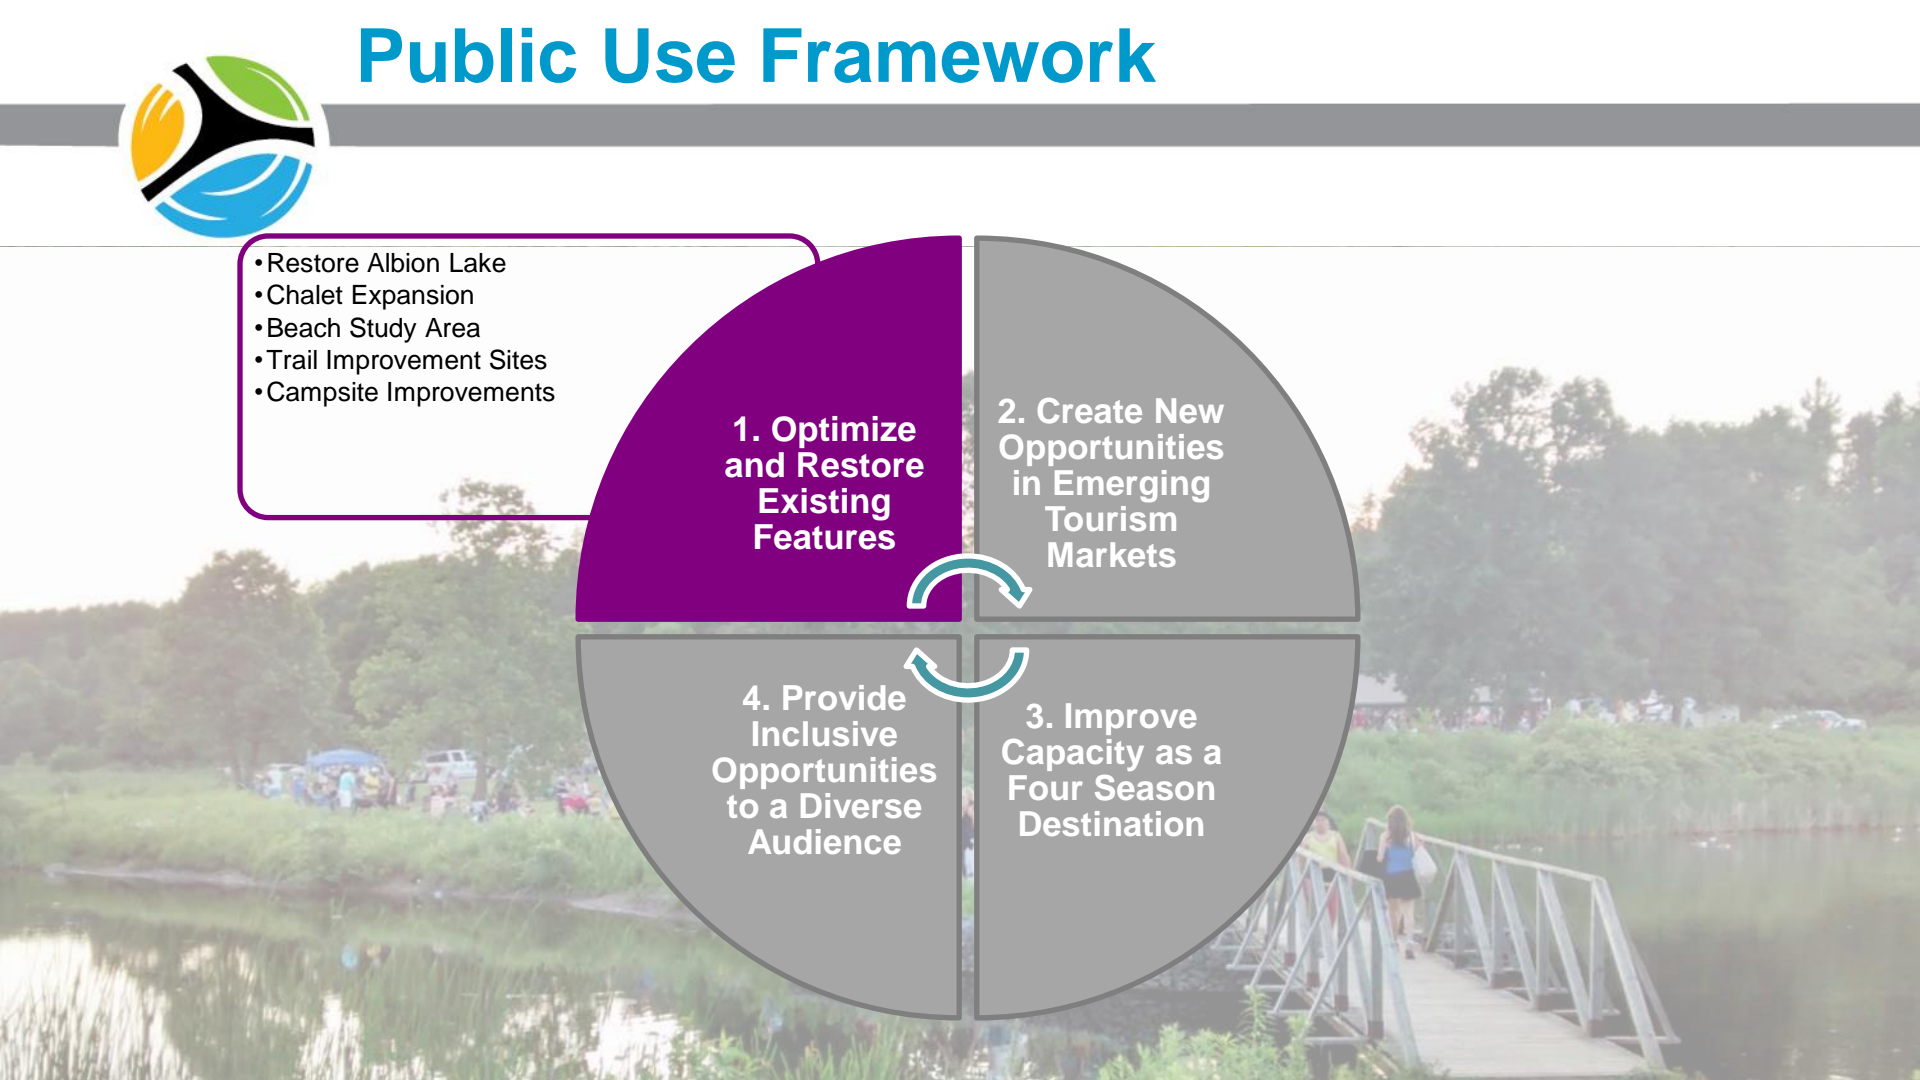 Public Use Framework
•Restore Albion Lake
•Chalet Expansion
•Beach Study Area
•Trail Improvement Sites
•Campsite Improvements
1. Optimize
and Restore
Existing
Features
2. Create New
Opportunities
in Emerging
Tourism
Markets
3. Improve
Capacity as a
Four Season
Destination
4. Provide
Inclusive
Opportunities
to a Diverse
Audience